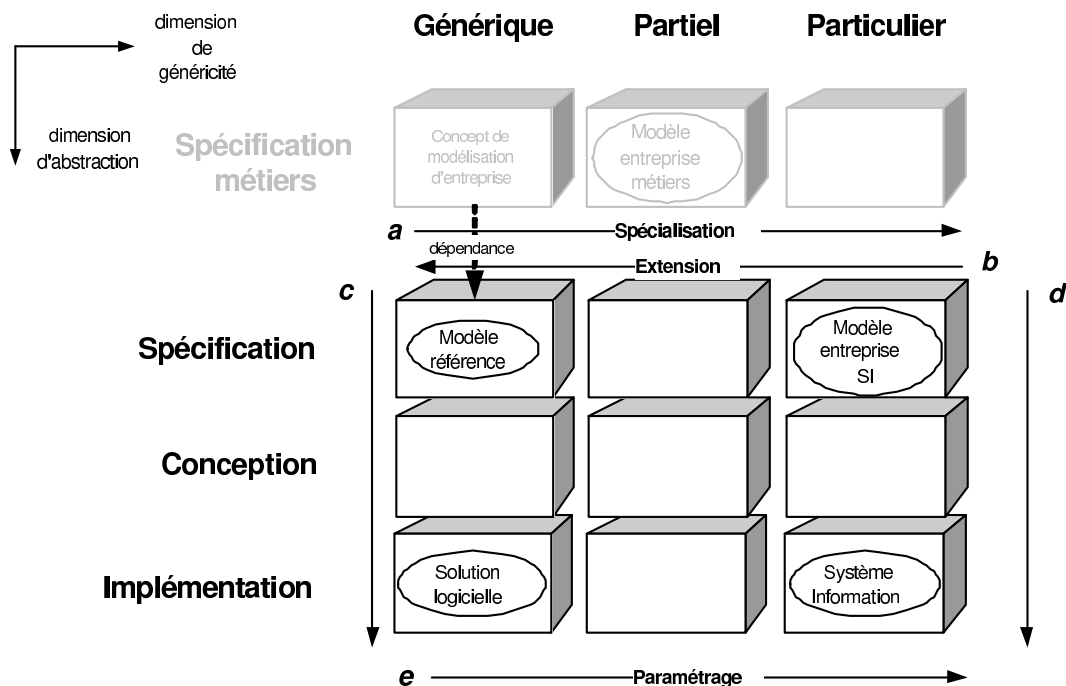 Générique
Partiel
Particulier
dimension
de
généricité
dimension
d'abstraction
Spécification
métiers
Concept de
modélisation
d'entreprise
Modèle
entreprise
métiers
a
Spécialisation
dépendance
Extension
b
c
d
Spécification
Modèle
référence
Modèle
entreprise
SI
Conception
Implémentation
Solution
logicielle
Système
Information
e
Paramétrage